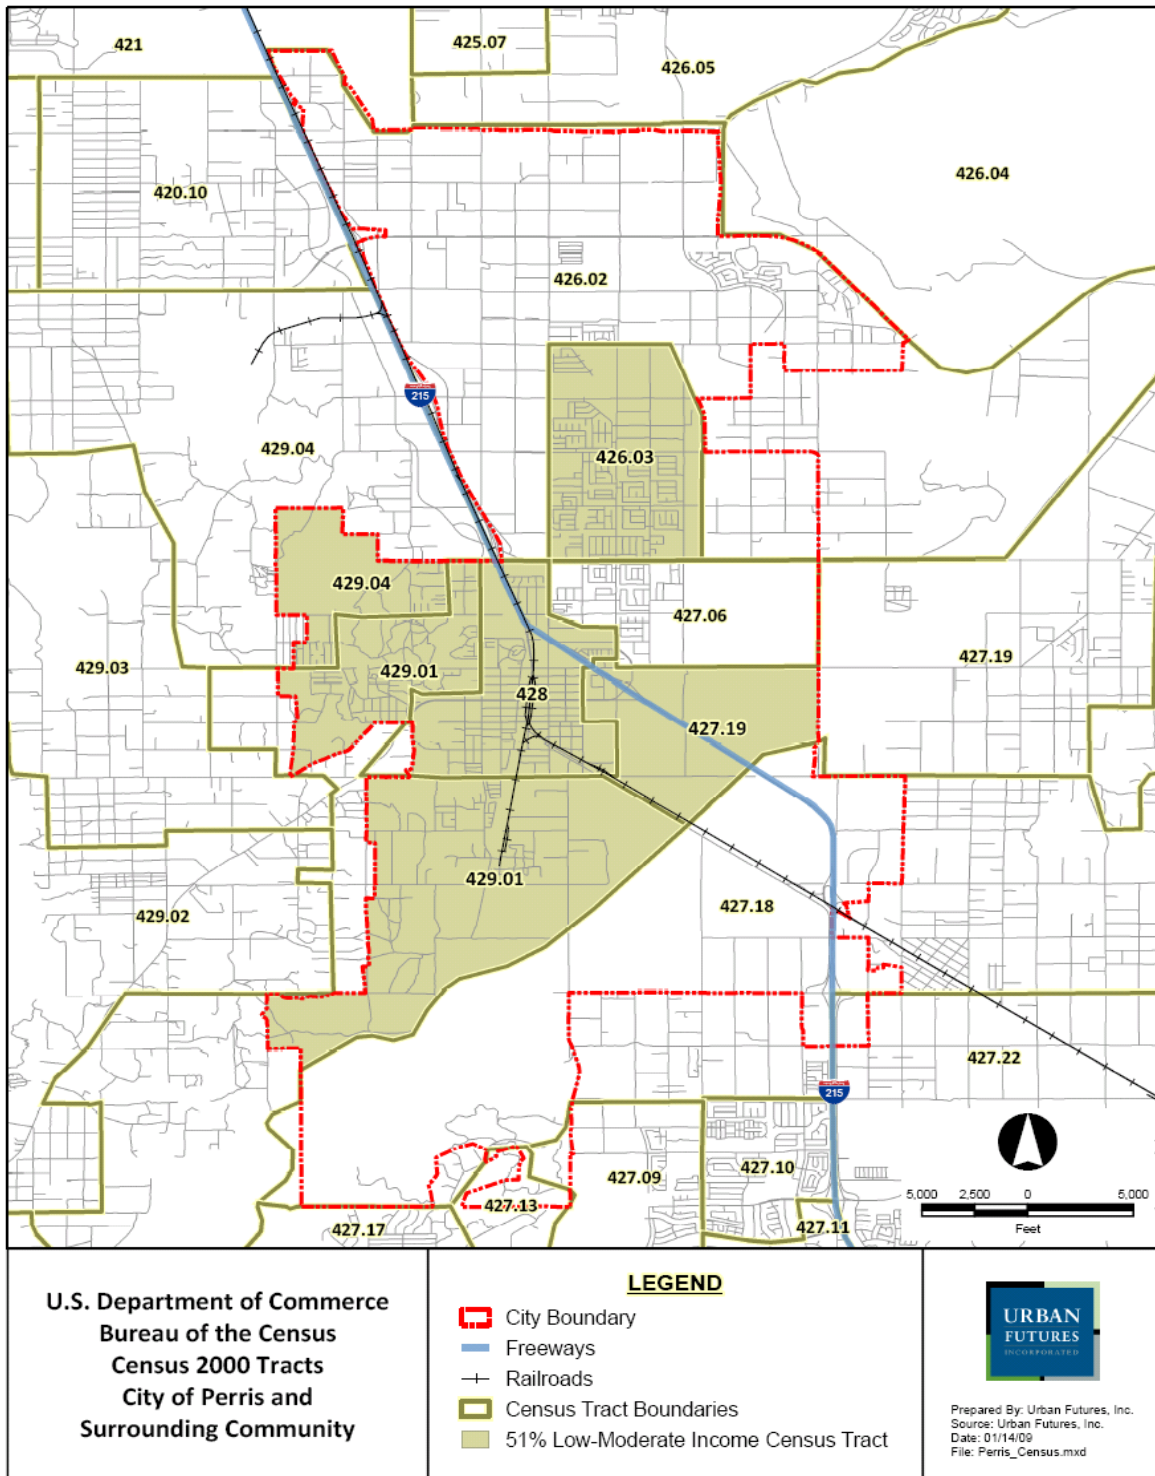 421
425.07
426.05
420.10
426.04
426.02
215
429.04
426.03
429.04
427.06
429.03
429.01
427.19
428
427.19
429.01
427.18
429.02
427.22
215
427.09
427.10
427.13
427.17
427.11
5,000 2,500 0 5,000
Feet
U.S. Department of Commerce
Bureau of the Census
Census 2000 Tracts
City of Perris and
Surrounding Community
LEGEND
City Boundary
Freeways
Railroads
Census Tract Boundaries
51% Low-Moderate Income Census Tract
URBAN
FUTURES
INCORPORATED
Prepared By: Urban Futures, Inc.
Source: Urban Futures, Inc.
Date: 01/14/09
File: Perris_Census.mxd